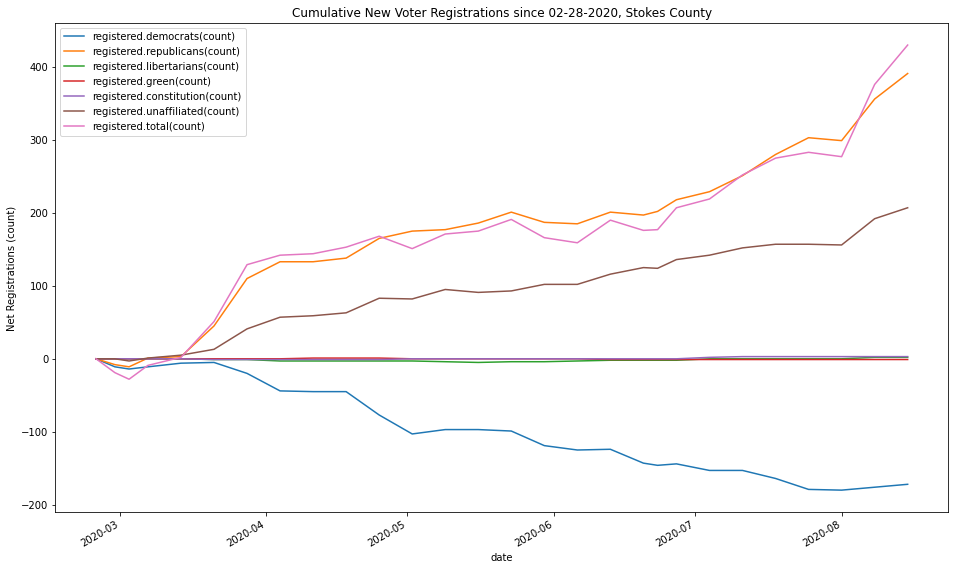 Cumulative New Voter Registrations since 02-28-2020, Stokes County
registered.democrats(count)
registered.republicans(count)
registered.libertarians(count)
registered.green(count)
registered.constitution(count)
registered.unaffiliated(count)
registered.total(count)
Net Registrations (count)
400
300
200
100
0
−100
−200
2020-03
2020-04
2020-05
2020-06
2020-07
2020-08
date